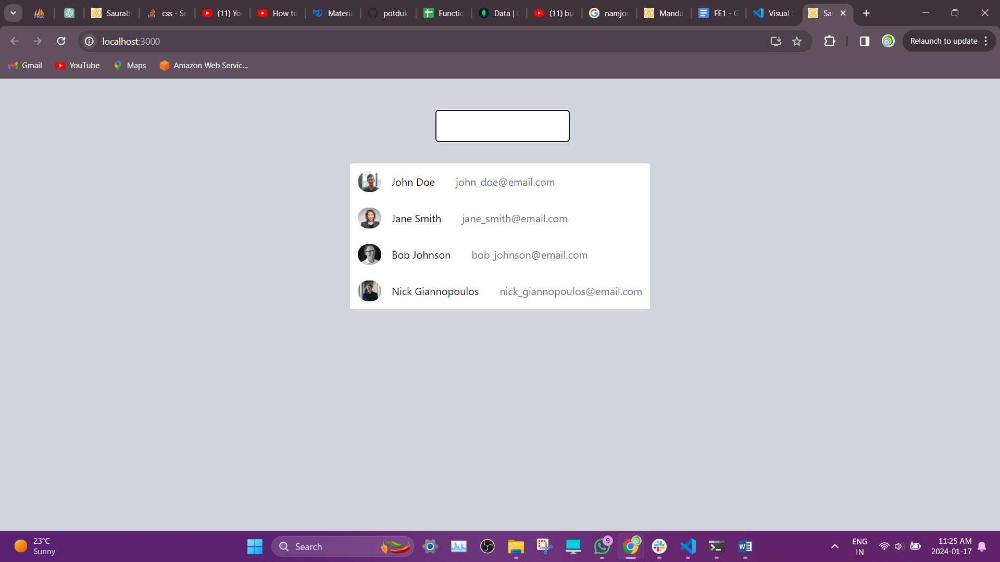 Saurab
css - Se
(11) You
How to
Materia
potduk
Functio
Data | 
(11) bu
namjoo
Manda
FE1 - G
Visual S
Sau
localhost:3000
Relaunch to update
Gmail
YouTube
Maps
Amazon Web Servic...
John Doe john_doe@email.com
Jane Smith jane_smith@email.com
Bob Johnson bob_johnson@email.com
Nick Giannopoulos nick_giannopoulos@email.com
23°C
Sunny
Search
9
ENG
IN
11:25 AM
2024-01-17